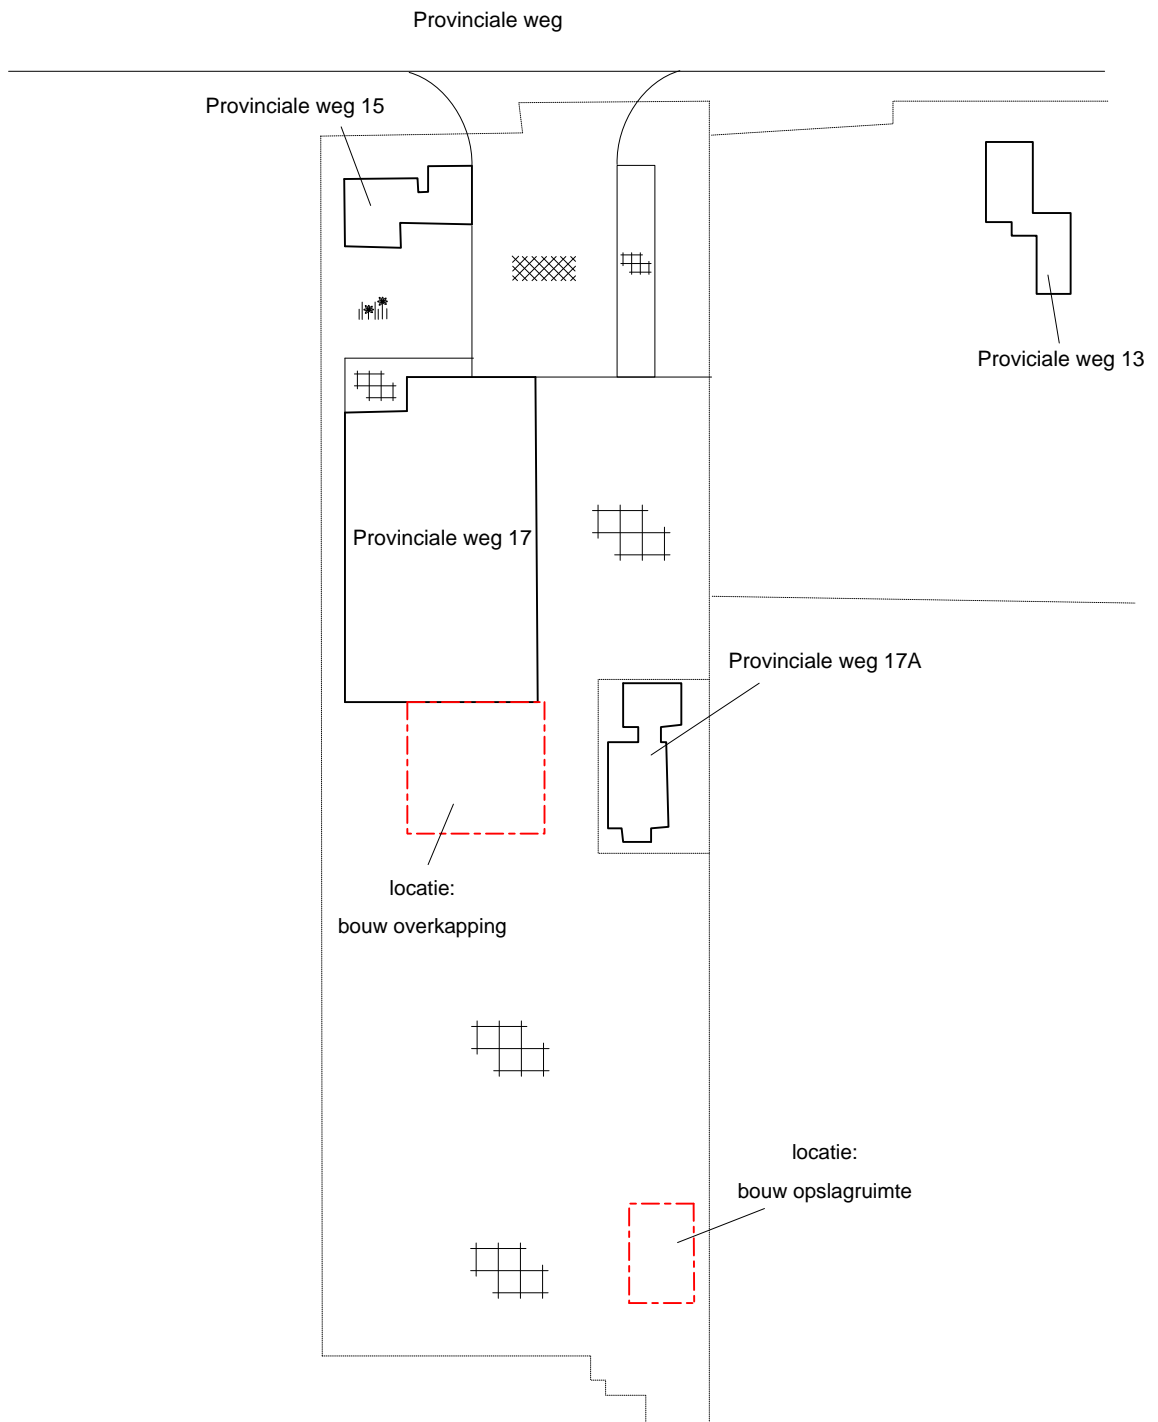 Provinciale weg
Provinciale weg 15
Proviciale weg 13
Provinciale weg 17
Provinciale weg 17A
locatie:
bouw overkapping
locatie:
bouw opslagruimte